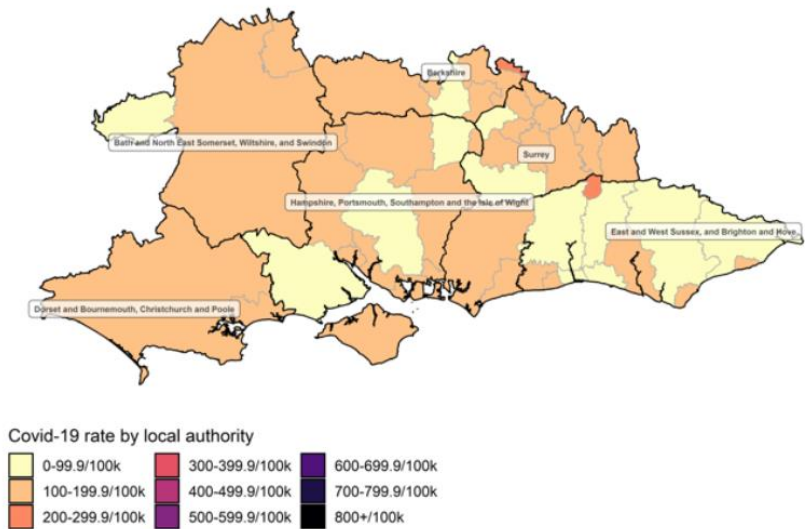 Berkshire
Bath and North East Somerset, Wiltshire, and Swindon
Surrey
Hampshire, Portsmouth, Southampton and the Isle of Wight
East and West Sussex, and Brighton and Hove
Dorset and Bournemouth, Christchurch and Poole
Covid-19 rate by local authority
0-99.9/100k 300-399.9/100k 600-699.9/100k
100-199.9/100k 400-499.9/100k 700-799.9/100k
200-299.9/100k 500-599.9/100k 800+/100k